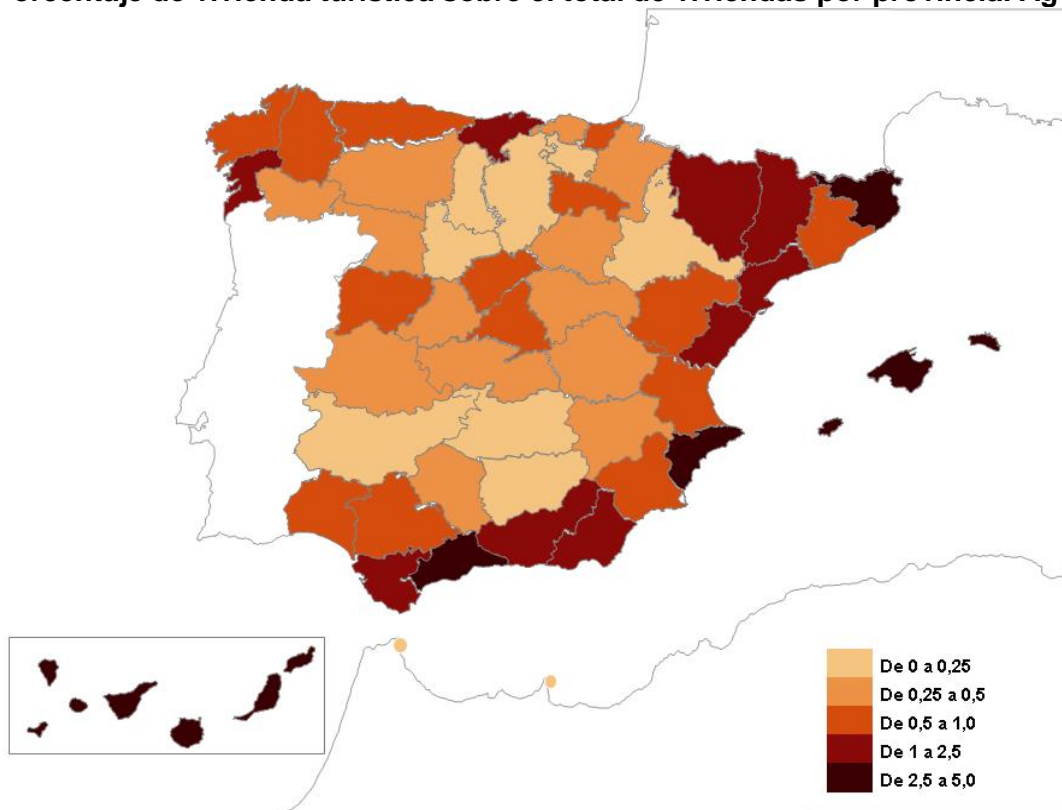 vivienda turística sobre el total de viviendas por provincia.
De 0 a 0,25
De 0,25 a 0,5
De 0,5 a 1,0
De 1 a 2,5
De 2,5 a 5,0